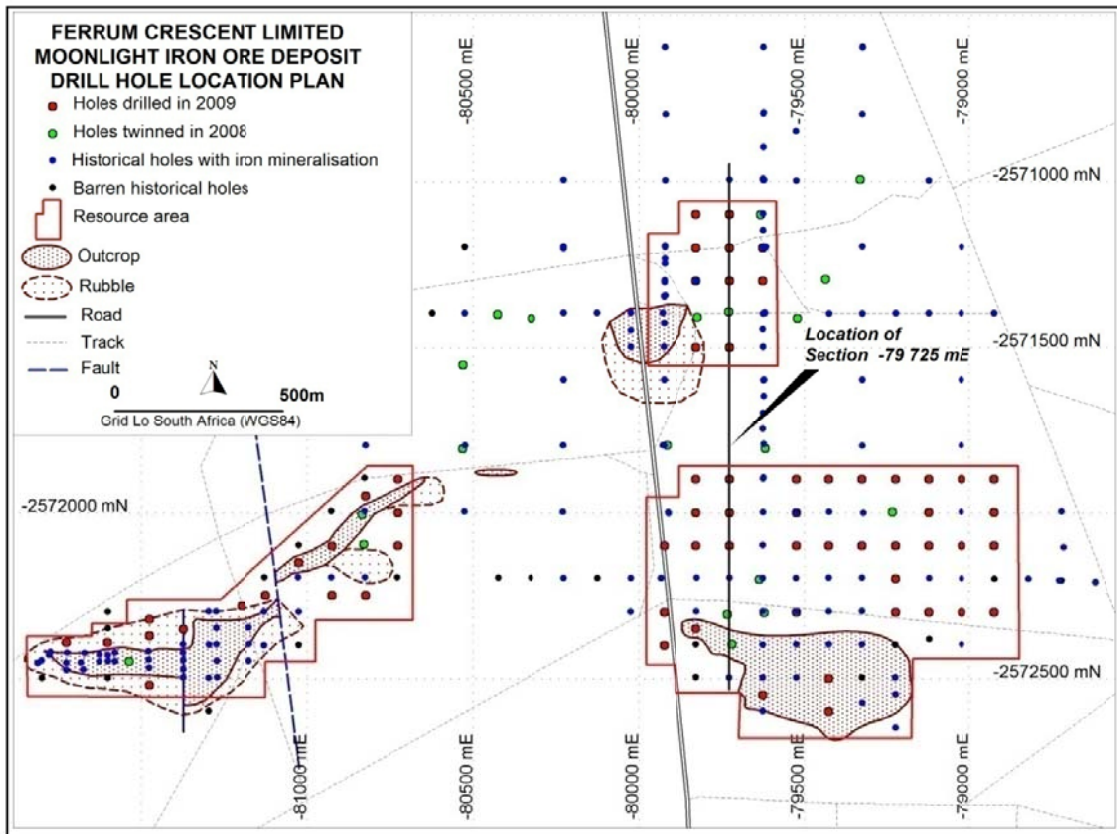 FERRUM CRESCENT LIMITED
MOONLIGHT IRON ORE DEPOSIT
DRILL HOLE LOCATION PLAN
Holes drilled in 2009
Holes twinned in 2008
Historical holes with iron mineralisation
Barren historical holes
Resource area
Outcrop
Rubble
Road
Track
Fault
N
0 500m
Grid Lo South Africa (WGS84)
-80500 mE
-80000 mE
-79500 mE
-79000 mE
-2571000 mN
-2571500 mN
Location of
Section -79 725 mE
-2572000 mN
-2572500 mN
-81000 mE
-80500 mE
-80000 mE
-79500 mE
-79000 mE